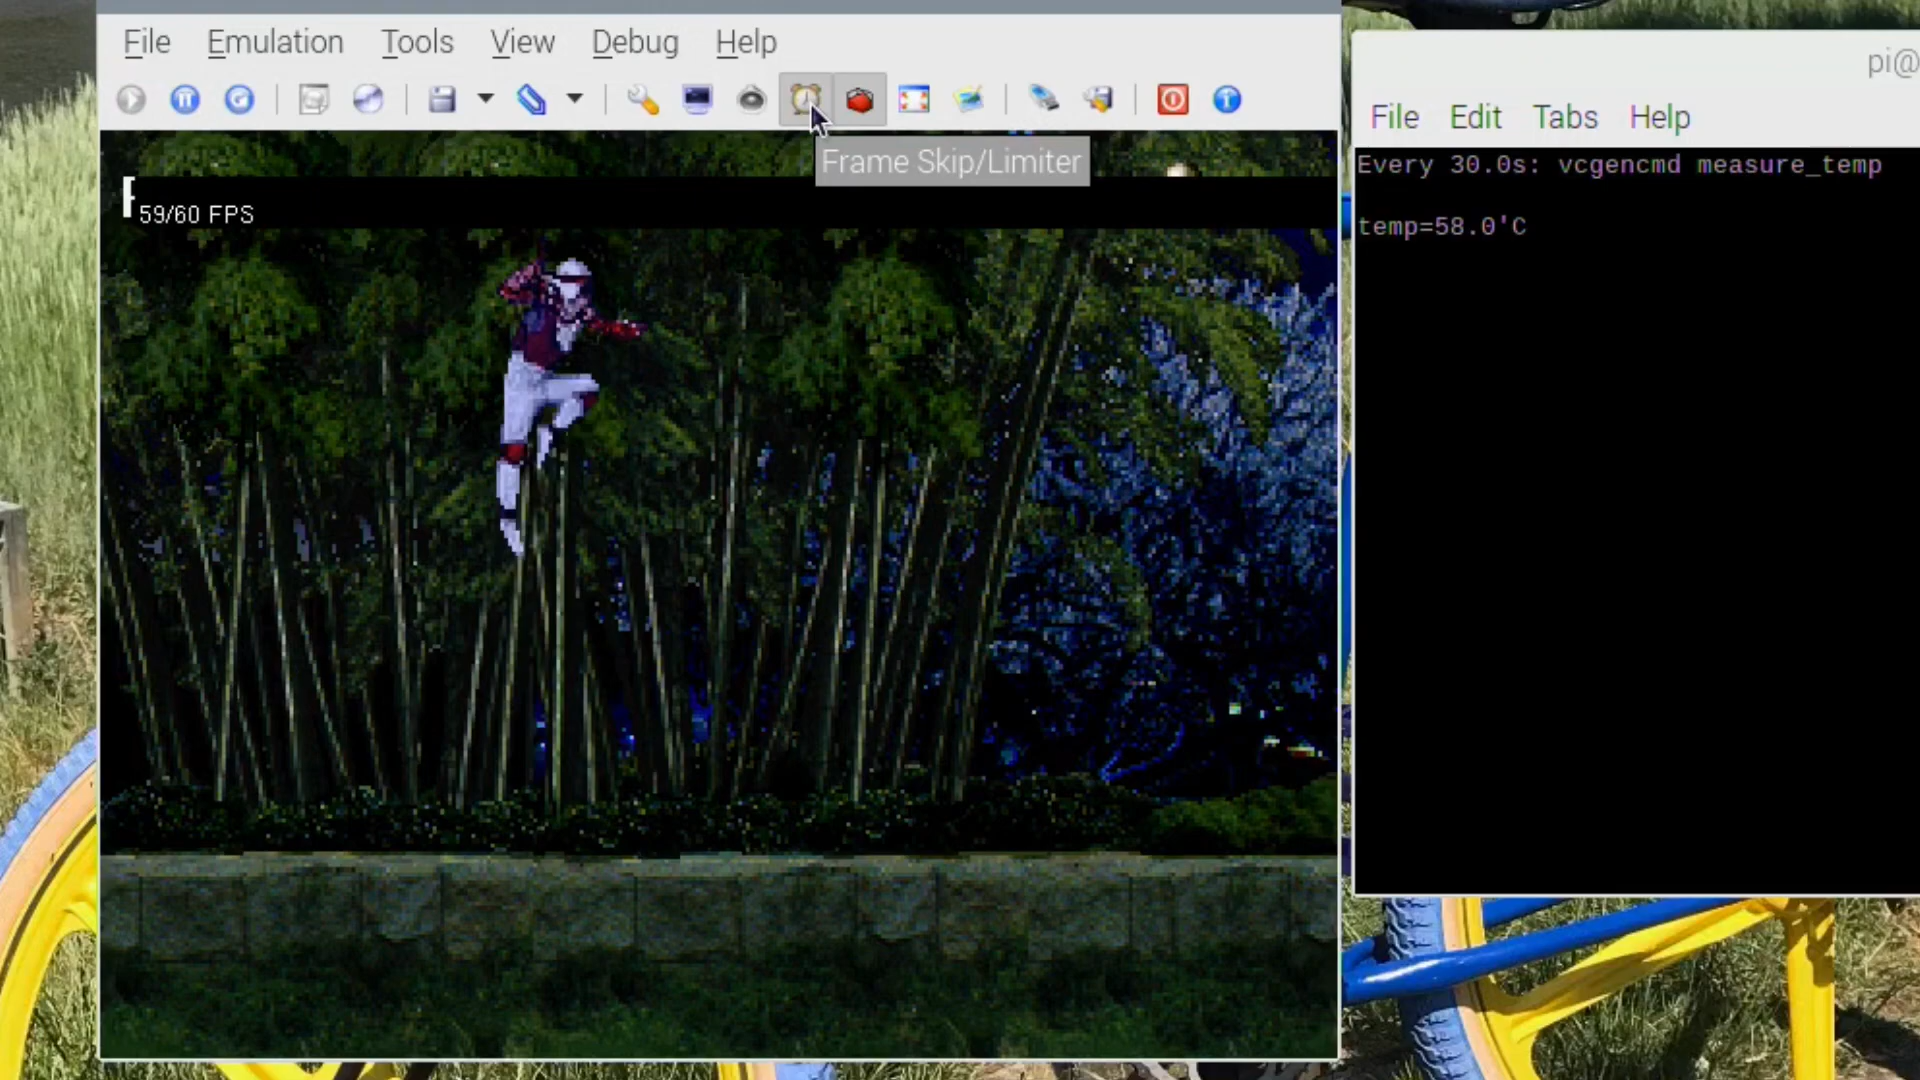 File Emulation Tools View Debug Help
Frame Skip/Limiter
59/60 FPS
pi@
File Edit Tabs Help
Every 30.0s: vcgencmd measure_temp
temp=58.0'C